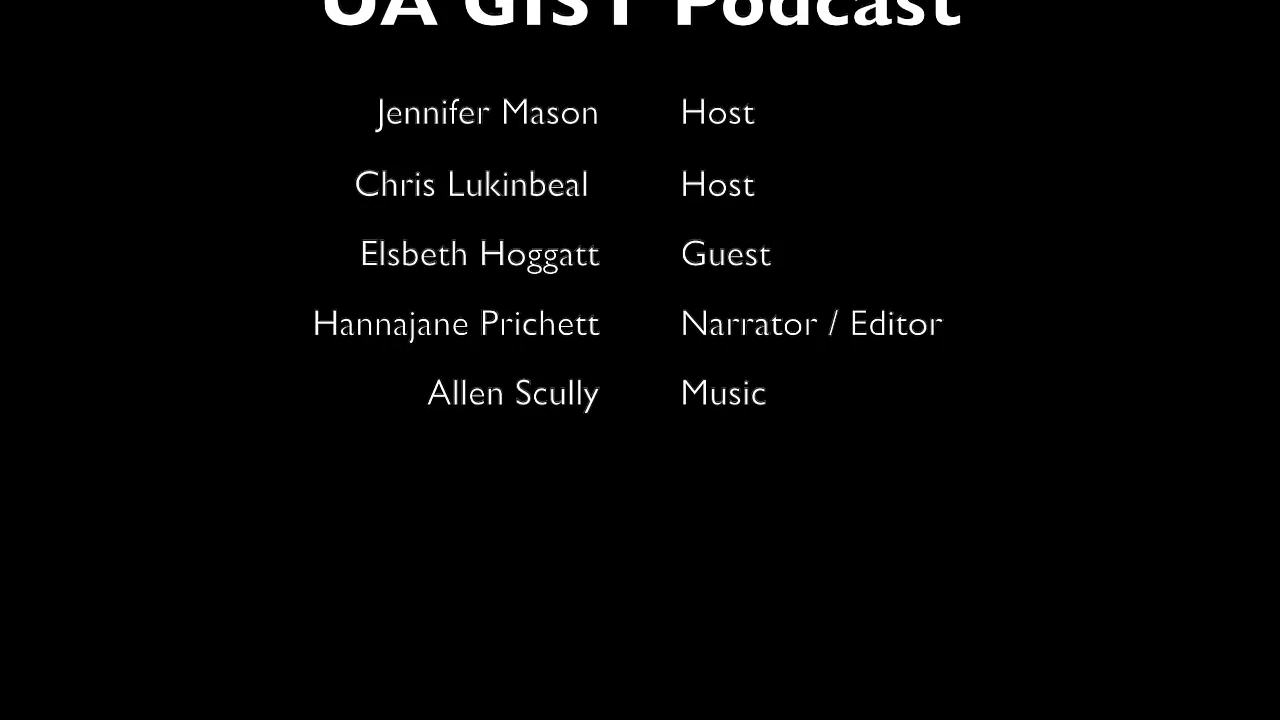 UA GIST Podcast
Jennifer Mason Host
Chris Lukinbeal Host
Elsbeth Hoggatt Guest
Hannajane Prichett Narrator / Editor
Allen Scully Music